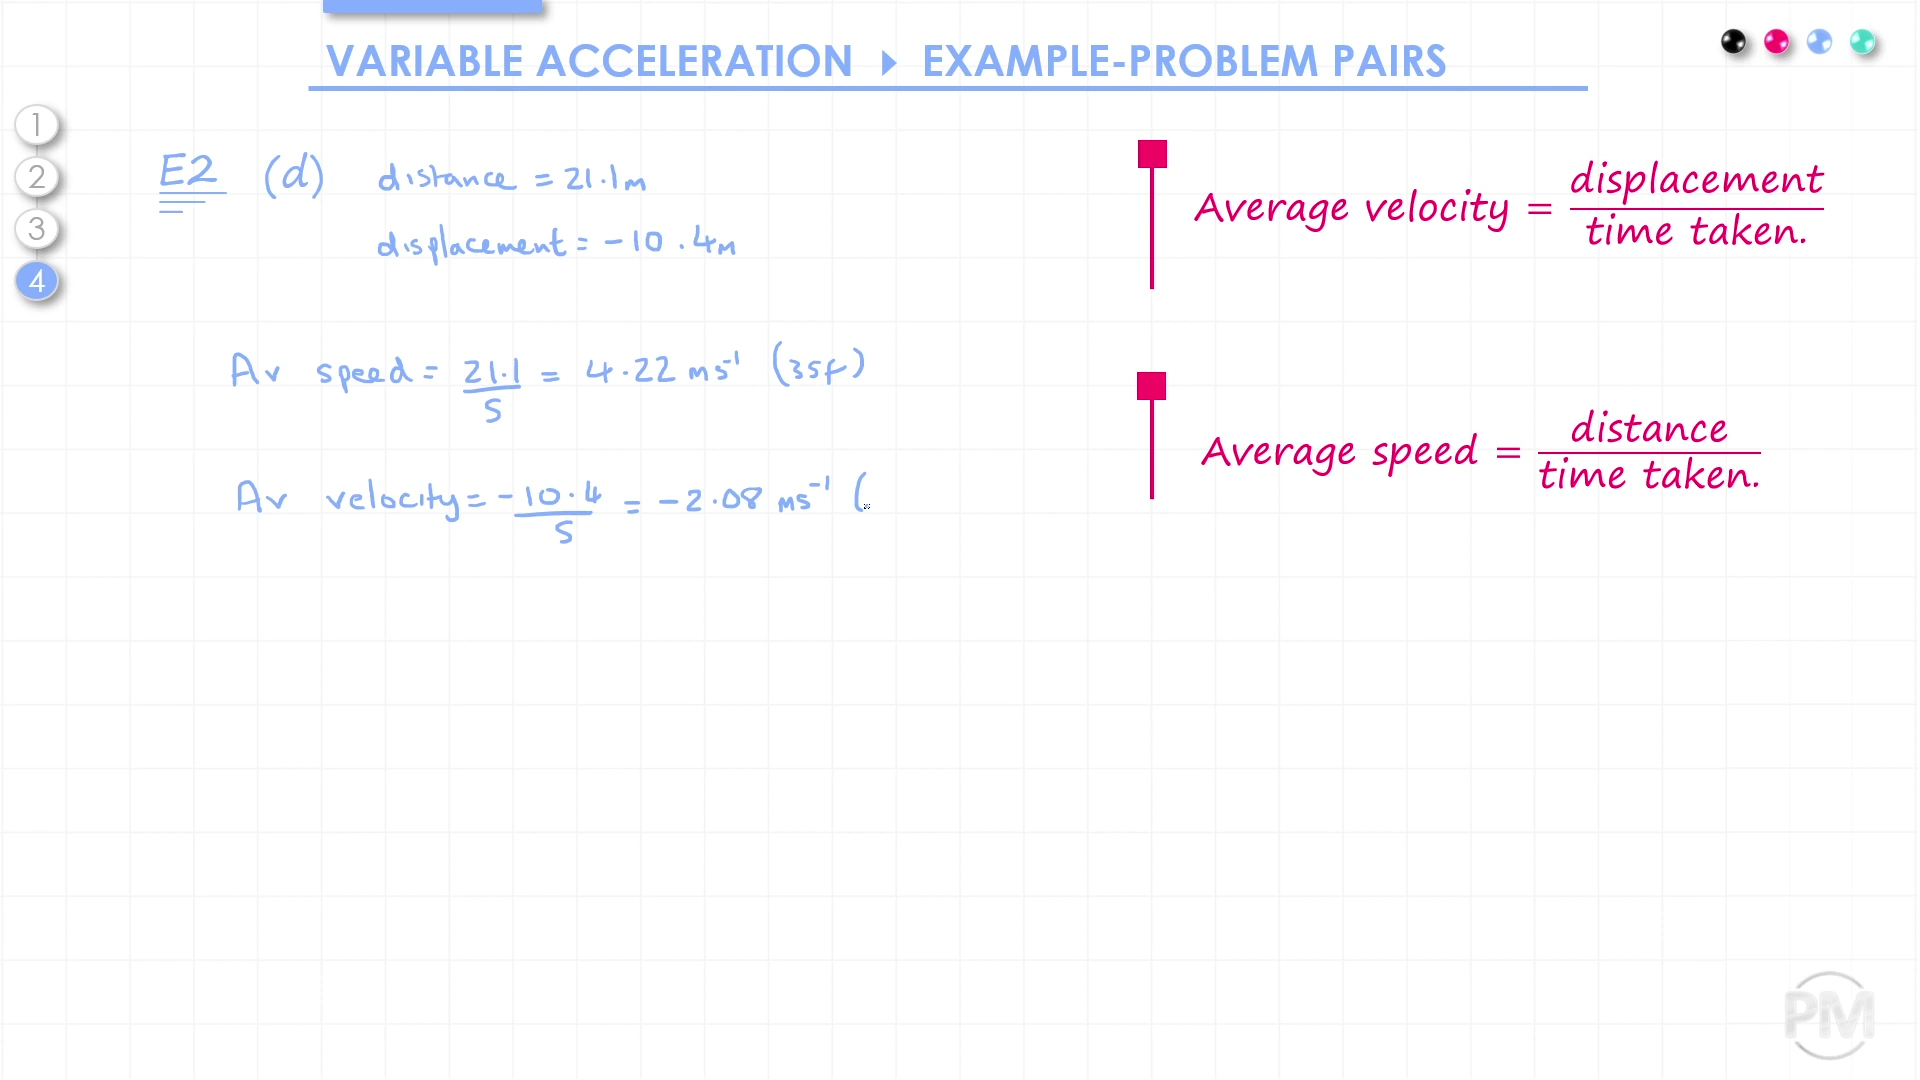 VARIABLE ACCELERATION ▸ EXAMPLE-PROBLEM PAIRS
1
2
3
4
E2 (d) distance = 21.1m
displacement = -10.4m
Av speed = 21.1/5 = 4.22 ms⁻¹ (3sf)
Av velocity = -10.4/5 = -2.08 ms⁻¹ (
Average velocity = displacement/time taken.
Average speed = distance/time taken.
PM